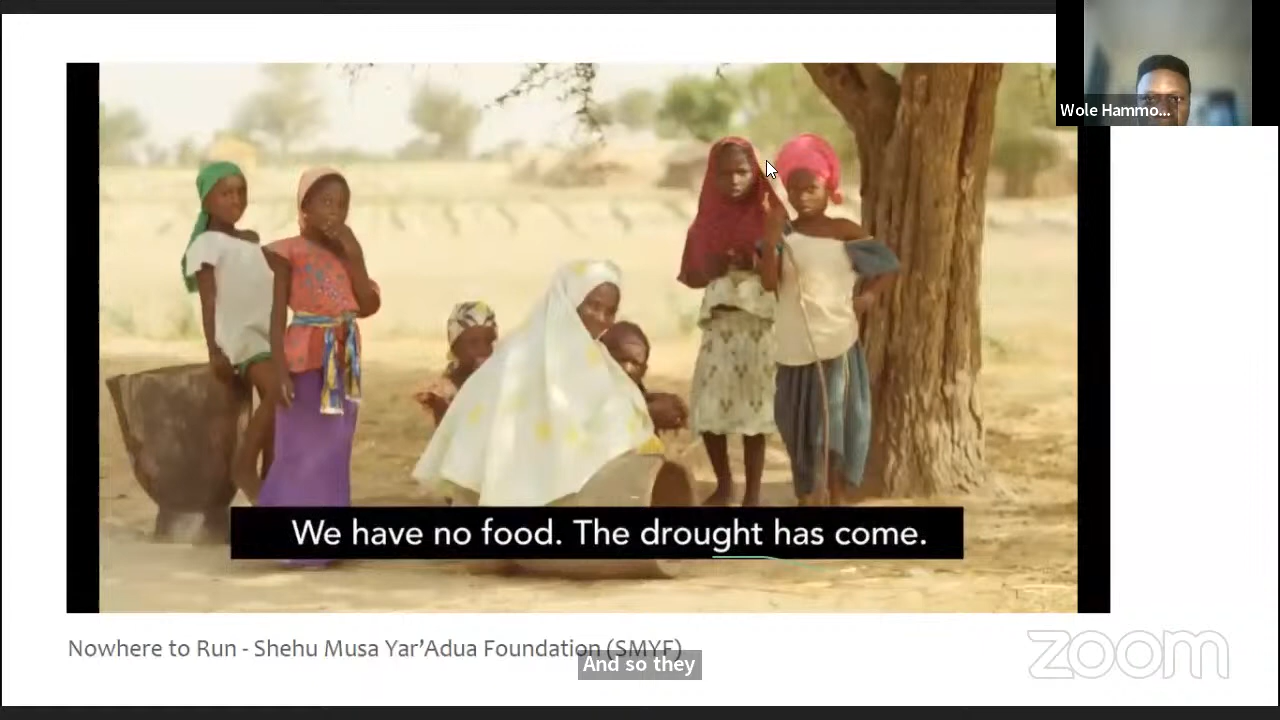 Wole Hammo...
We have no food. The drought has come.
Nowhere to Run - Shehu Musa Yar'Adua Foundation (SMYF)
And so they
zoom